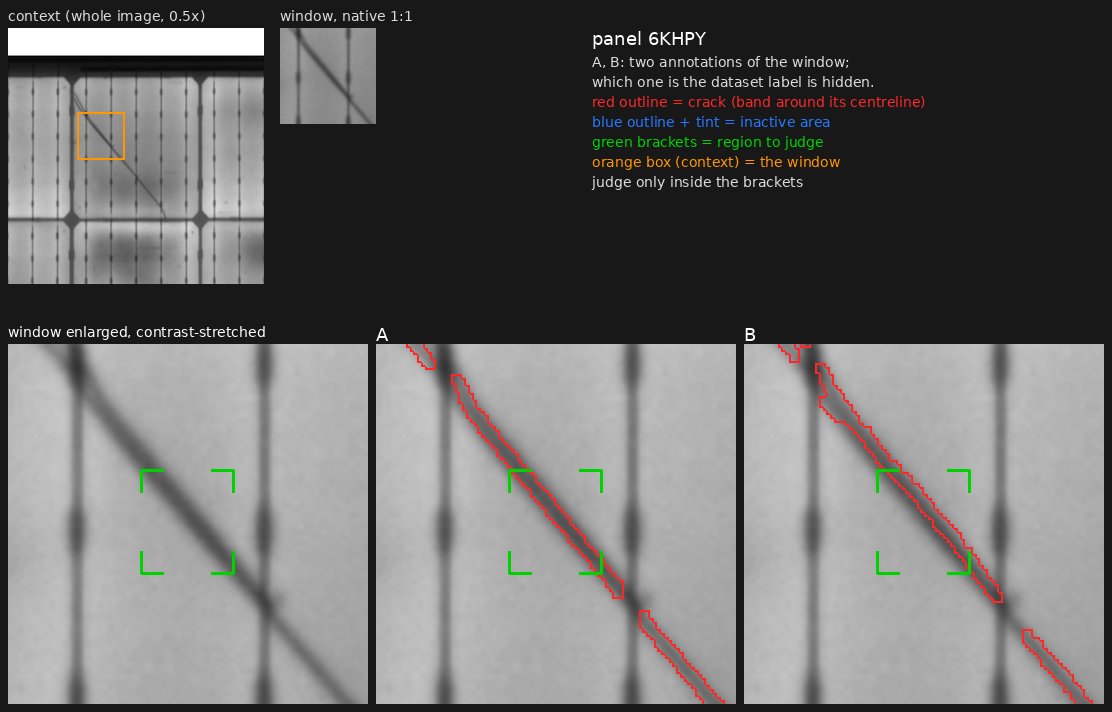 context (whole image, 0.5x)
window, native 1:1
panel 6KHPY
A, B: two annotations of the window;
which one is the dataset label is hidden.
red outline = crack (band around its centreline)
blue outline + tint = inactive area
green brackets = region to judge
orange box (context) = the window
judge only inside the brackets
window enlarged, contrast-stretched
A
B